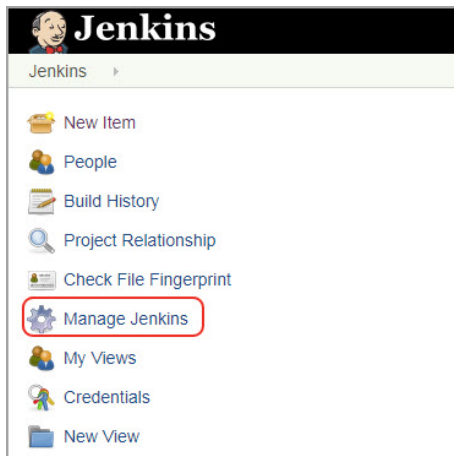 Jenkins
Jenkins
New Item
People
Build History
Project Relationship
Check File Fingerprint
Manage Jenkins
My Views
Credentials
New View